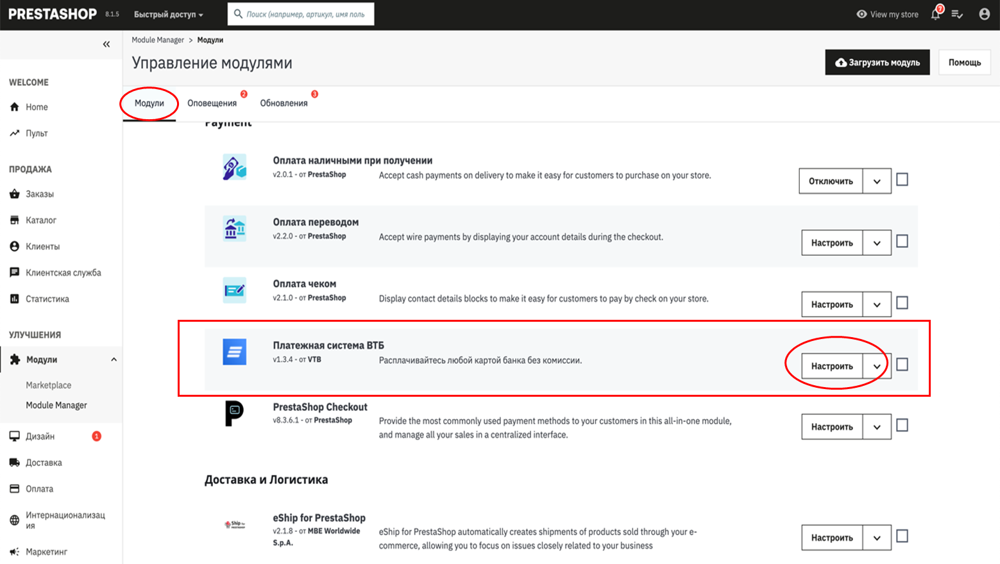 PRESTASHOP 8.1.5 Быстрый доступ Поиск (например, артикул, имя поль View my store 7
Module Manager > Модули
Управление модулями
Загрузить модуль Помощь
WELCOME
Home
Пульт
ПРОДАЖА
Заказы
Каталог
Клиенты
Клиентская служба
Статистика
УЛУЧШЕНИЯ
Модули
Marketplace
Module Manager
Дизайн 1
Доставка
Оплата
Интернационализац
ия
Маркетинг
Модули Оповещения 2 Обновления 3
Payment
Оплата наличными при получении
v2.0.1 - от PrestaShop Accept cash payments on delivery to make it easy for customers to purchase on your store.
Отключить
Оплата переводом
v2.2.0 - от PrestaShop Accept wire payments by displaying your account details during the checkout.
Настроить
Оплата чеком
v2.1.0 - от PrestaShop Display contact details blocks to make it easy for customers to pay by check on your store.
Настроить
Платежная система ВТБ
v1.3.4 - от VTB Расплачивайтесь любой картой банка без комиссии.
Настроить
PrestaShop Checkout
v8.3.6.1 - от PrestaShop Provide the most commonly used payment methods to your customers in this all-in-one module,
and manage all your sales in a centralized interface.
Настроить
Доставка и Логистика
eShip for PrestaShop
v2.1.8 - от MBE Worldwide
S.p.A.
eShip for PrestaShop automatically creates shipments of products sold through your e-
commerce, allowing you to focus on issues closely related to your business
Настроить